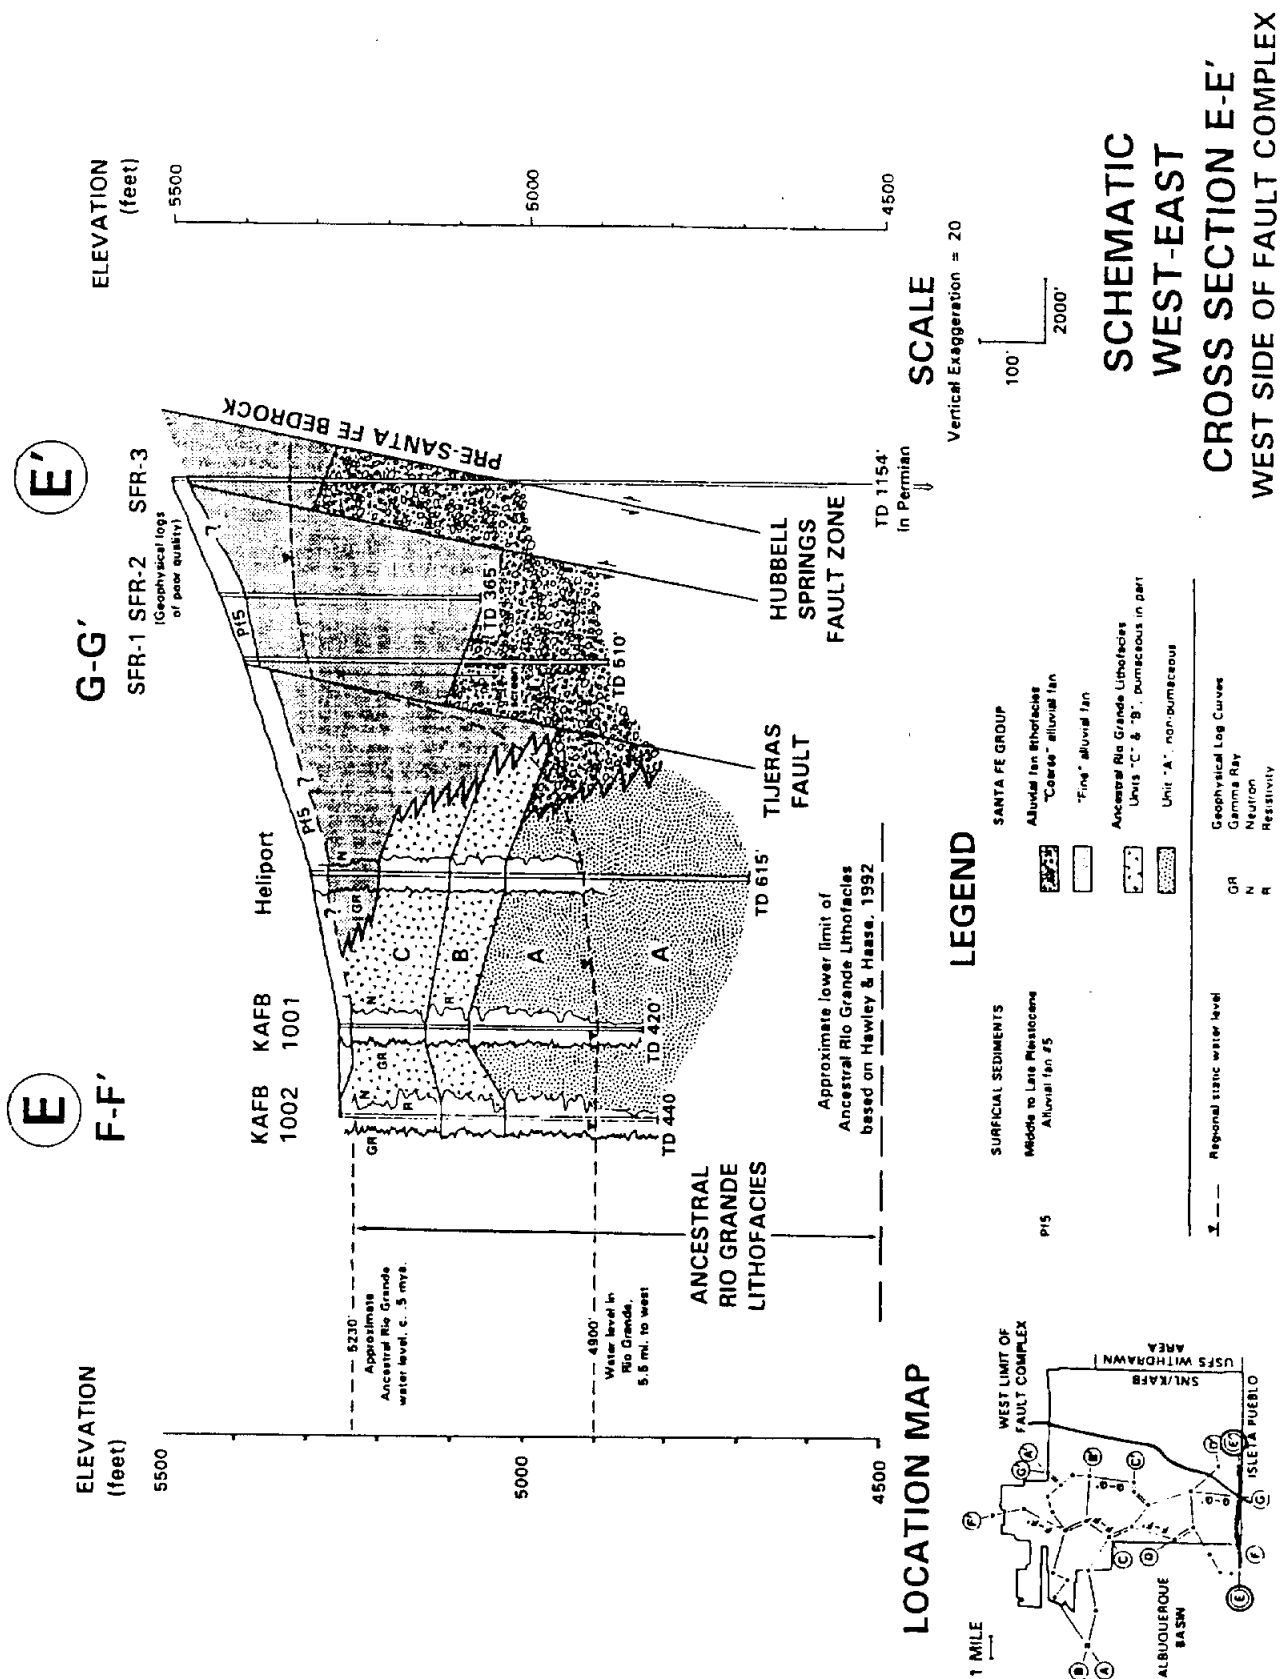 E
F-F'
G-G'
E'
ELEVATION
(feet)
5500
5000
4500
KAFB
1002
KAFB
1001
Heliport
SFR-1
SFR-2
SFR-3
(Geophysical logs
of poor quality)
ELEVATION
(feet)
5500
5000
4500
5230'
Approximate
Ancestral Rio Grande
water level, c. .5 mya.
4900'
Water level in
Rio Grande,
5.5 mi. to west
ANCESTRAL
RIO GRANDE
LITHOFACIES
GR
N
R
GR
N
R
GR
N
Pf5
Pf5
?
?
?
C
B
A
A
screen
TD 440'
TD 420'
TD 615'
TD 510'
TD 365
TD 1154'
In Permian
PRE-SANTA FE BEDROCK
TIJERAS
FAULT
HUBBELL
SPRINGS
FAULT ZONE
Approximate lower limit of
Ancestral Rio Grande Lithofacies
based on Hawley & Haase, 1992
SCALE
Vertical Exaggeration = 20
100'
2000'
LOCATION MAP
1 MILE
WEST LIMIT OF
FAULT COMPLEX
SNL/KAFB
USFS WITHDRAWN
AREA
ISLETA PUEBLO
ALBUQUERQUE
BASIN
F'
G'
A'
B'
C'
D'
E'
B
A
C
D
E
F
G
LEGEND
SURFICIAL SEDIMENTS
Pf5
Middle to Late Pleistocene
Alluvial fan #5
SANTA FE GROUP
Alluvial fan lithofacies
"Coarse" alluvial fan
"Fine" alluvial fan
Ancestral Rio Grande Lithofacies
Units "C" & "B", pumaceous in part
Unit "A", non-pumaceous
Regional static water level
Geophysical Log Curves
GR Gamma Ray
N Neutron
R Resistivity
SCHEMATIC
WEST-EAST
CROSS SECTION E-E'
WEST SIDE OF FAULT COMPLEX